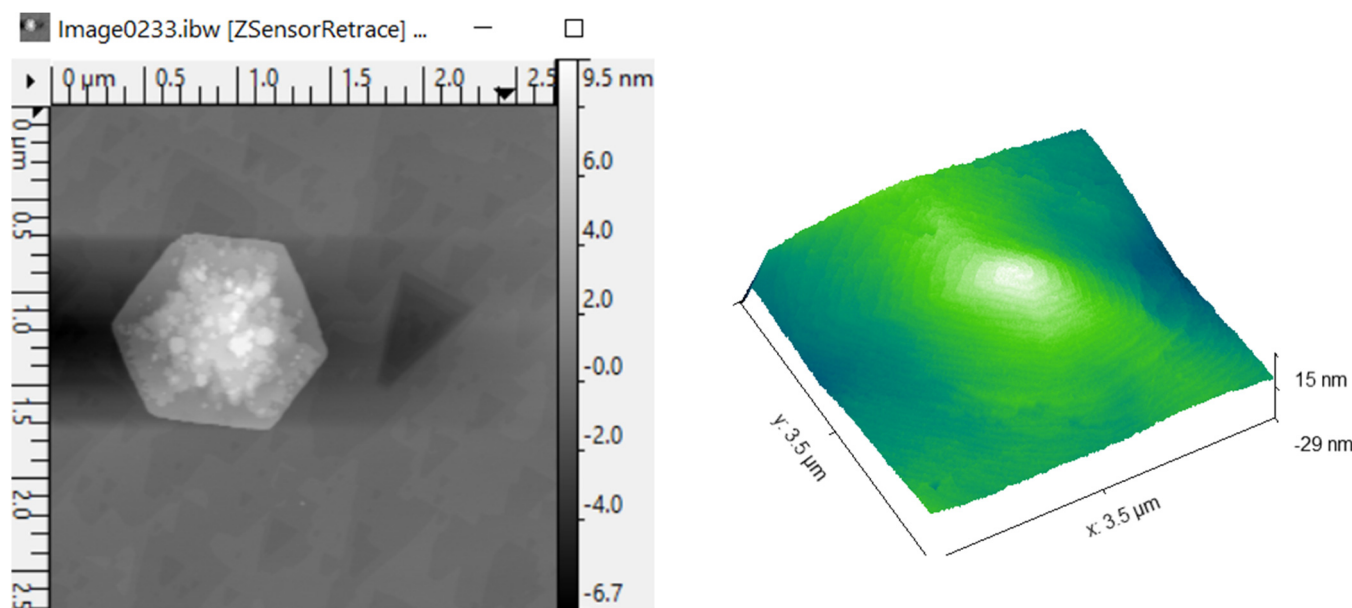 Image0233.ibw [ZSensorRetrace] ...
0 µm 0.5 1.0 1.5 2.0 2.5
9.5 nm
6.0
4.0
2.0
-0.0
-2.0
-4.0
-6.7
0 µm
0.5
1.0
1.5
2.0
2.5
y: 3.5 µm
x: 3.5 µm
15 nm
-29 nm